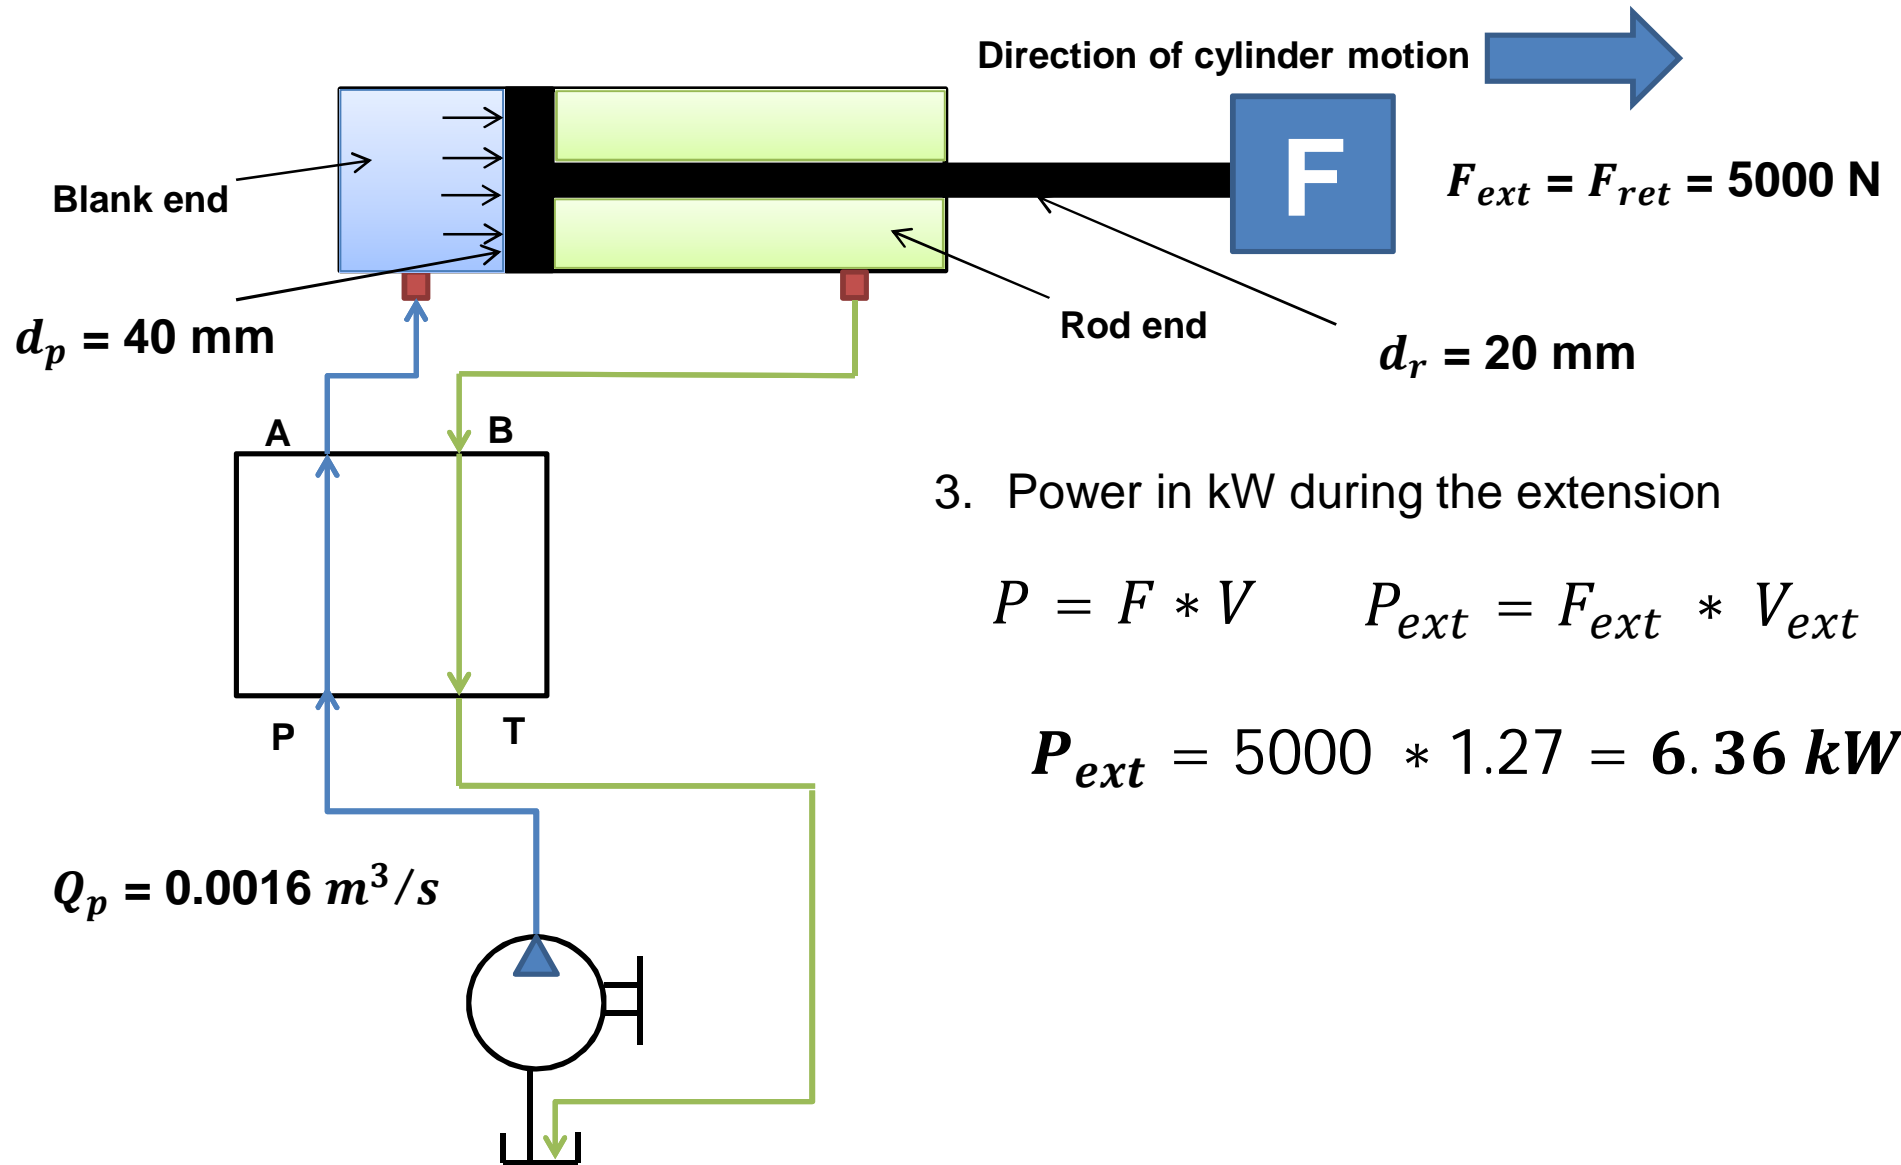 Direction of cylinder motion
F
Blank end
F_ext = F_ret = 5000 N
d_p = 40 mm
Rod end
d_r = 20 mm
A
B
3. Power in kW during the extension
P = F ∗ V
P_ext = F_ext ∗ V_ext
P
T
P_ext = 5000 ∗ 1.27 = 6.36 kW
Q_p = 0.0016 m³/s